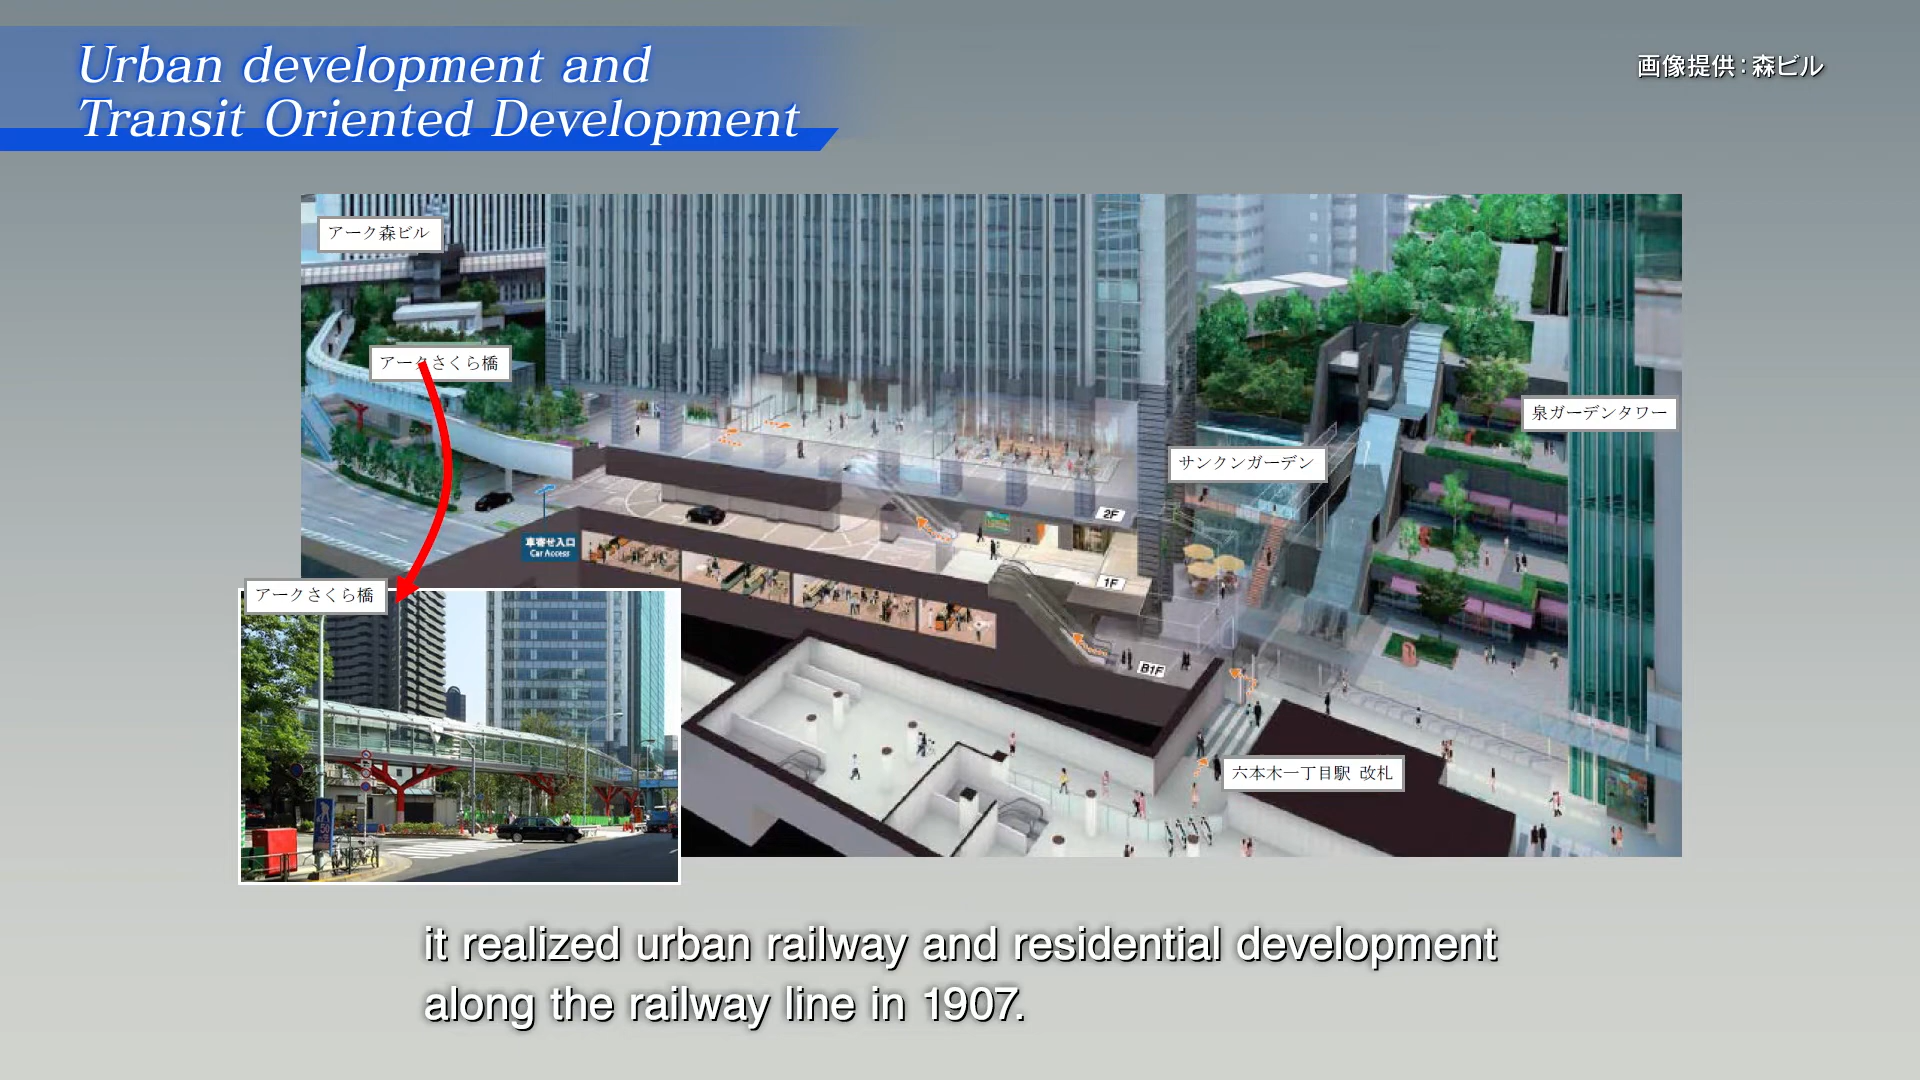 Urban development and
Transit Oriented Development
画像提供：森ビル
アーク森ビル
アークさくら橋
泉ガーデンタワー
サンクンガーデン
2F
車寄せ入口
Car Access
1F
アークさくら橋
B1F
六本木一丁目駅 改札
it realized urban railway and residential development
along the railway line in 1907.